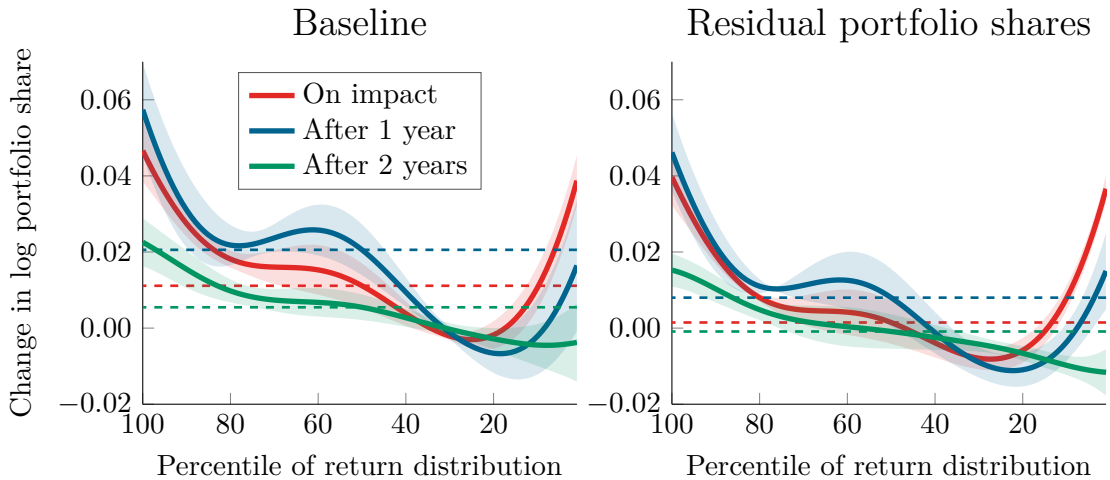 Baseline
Residual portfolio shares
Change in log portfolio share
On impact
After 1 year
After 2 years
0.06
0.04
0.02
0.00
−0.02
100
80
60
40
20
Percentile of return distribution
0.06
0.04
0.02
0.00
−0.02
100
80
60
40
20
Percentile of return distribution